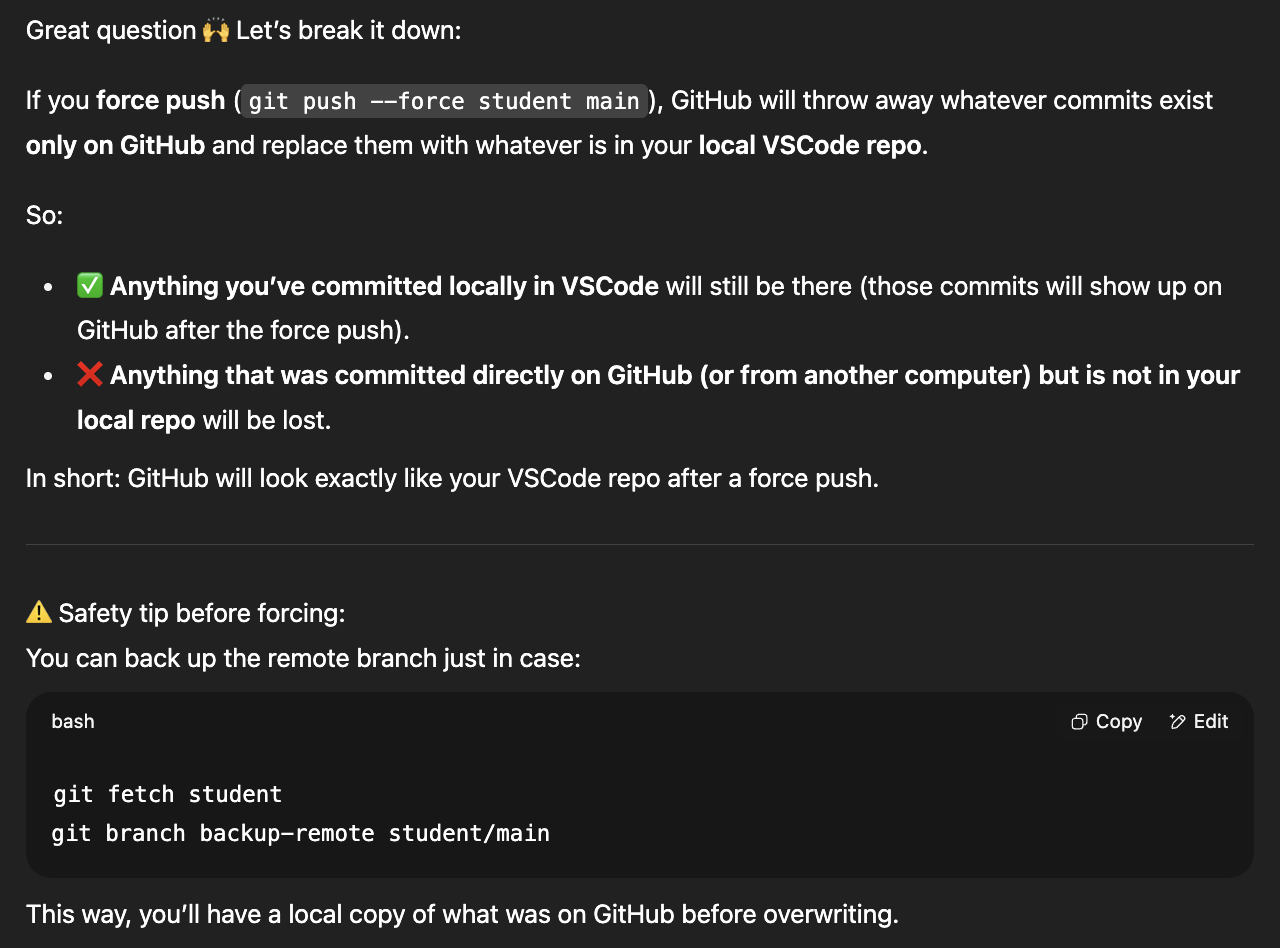 Great question 🙌 Let’s break it down:
If you force push (git push --force student main), GitHub will throw away whatever commits exist
only on GitHub and replace them with whatever is in your local VSCode repo.
So:
• ✅ Anything you’ve committed locally in VSCode will still be there (those commits will show up on
GitHub after the force push).
• ❌ Anything that was committed directly on GitHub (or from another computer) but is not in your
local repo will be lost.
In short: GitHub will look exactly like your VSCode repo after a force push.
⚠️ Safety tip before forcing:
You can back up the remote branch just in case:
bash Copy Edit
git fetch student
git branch backup-remote student/main
This way, you’ll have a local copy of what was on GitHub before overwriting.